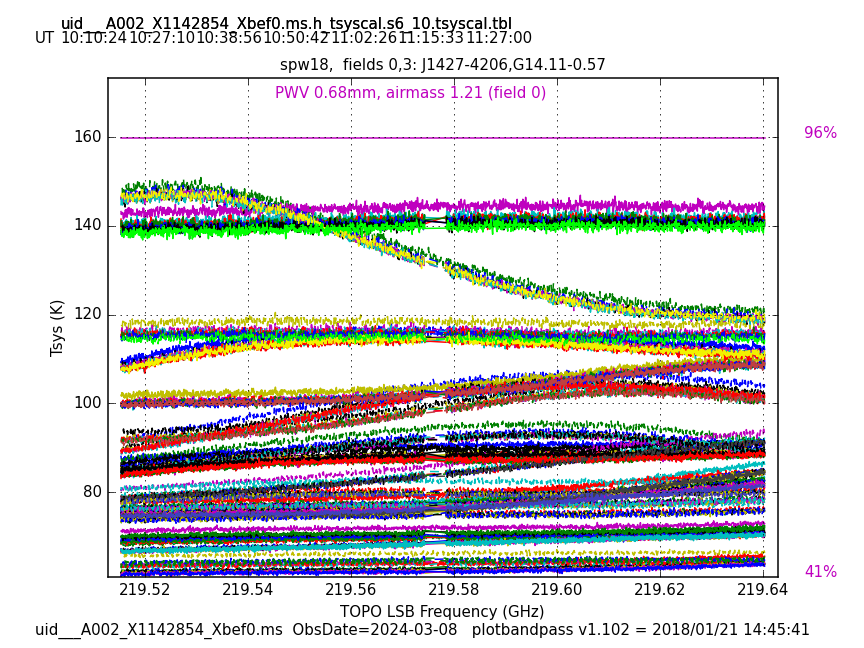 uid___A002_X1142854_Xbef0.ms.h_tsyscal.s6_10.tsyscal.tbl
UT 10:10:24 10:27:10 10:38:56 10:50:42 11:02:26 11:15:33 11:27:00
spw18,  fields 0,3: J1427-4206,G14.11-0.57
PWV 0.68mm, airmass 1.21 (field 0)
96%
160
140
120
100
80
Tsys (K)
41%
219.52 219.54 219.56 219.58 219.60 219.62 219.64
TOPO LSB Frequency (GHz)
uid___A002_X1142854_Xbef0.ms  ObsDate=2024-03-08   plotbandpass v1.102 = 2018/01/21 14:45:41